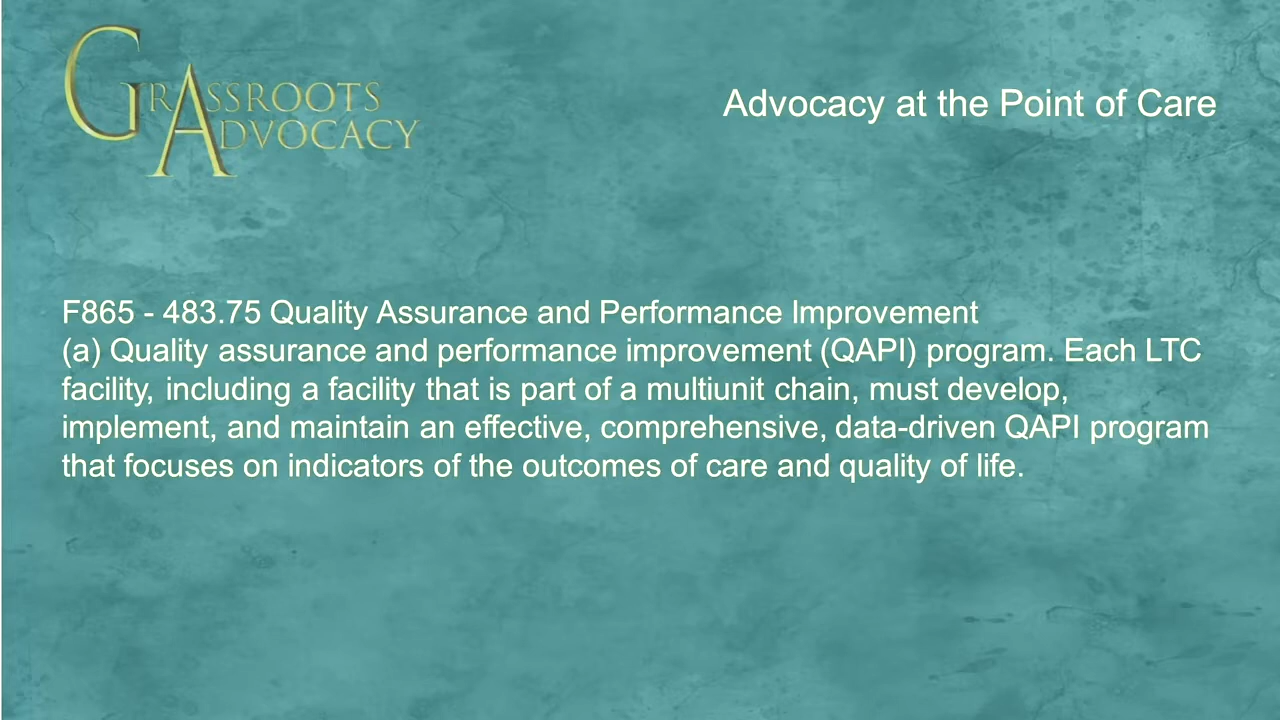 GRASSROOTS
ADVOCACY
Advocacy at the Point of Care
F865 - 483.75 Quality Assurance and Performance Improvement
(a) Quality assurance and performance improvement (QAPI) program. Each LTC
facility, including a facility that is part of a multiunit chain, must develop,
implement, and maintain an effective, comprehensive, data-driven QAPI program
that focuses on indicators of the outcomes of care and quality of life.